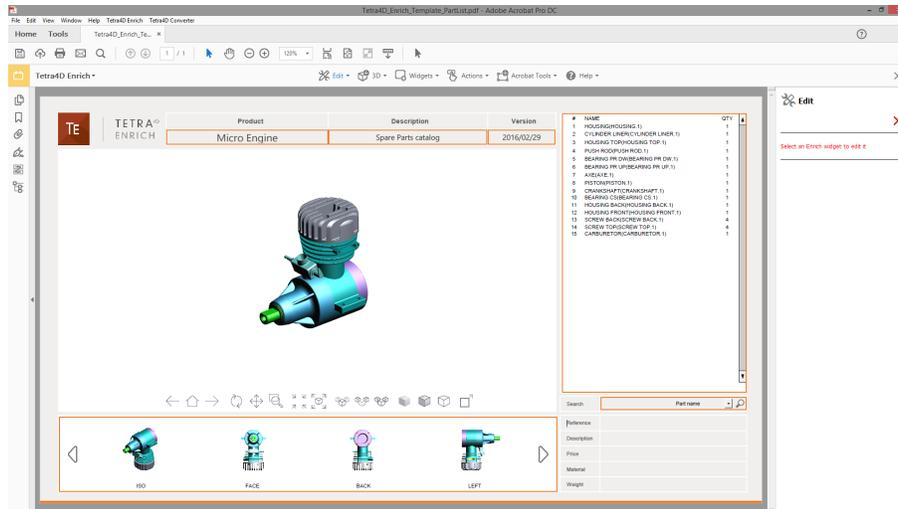 Tetra4D_Enrich_Template_PartList.pdf - Adobe Acrobat Pro DC
File Edit View Window Help Tetra4D Enrich Tetra4D Converter
Home Tools Tetra4D_Enrich_Te... ×
1 / 1 120%
Tetra4D Enrich Edit 3D Widgets Actions Acrobat Tools Help
Edit
Select an Enrich widget to edit it
TE TETRA4D ENRICH
Product Description Version
Micro Engine Spare Parts catalog 2016/02/29
# NAME QTY
1 HOUSING(HOUSING.1) 1
2 CYLINDER LINER(CYLINDER LINER.1) 1
3 HOUSING TOP(HOUSING TOP.1) 1
4 PUSH ROD(PUSH ROD.1) 1
5 BEARING PR DW(BEARING PR DW.1) 1
6 BEARING PR UP(BEARING PR UP.1) 1
7 AXE(AXE.1) 1
8 PISTON(PISTON.1) 1
9 CRANKSHAFT(CRANKSHAFT.1) 1
10 BEARING CS(BEARING CS.1) 1
11 HOUSING BACK(HOUSING BACK.1) 1
12 HOUSING FRONT(HOUSING FRONT.1) 1
13 SCREW BACK(SCREW BACK.1) 4
14 SCREW TOP(SCREW TOP.1) 4
15 CARBURETOR(CARBURETOR.1) 1
Search Part name
Reference
Description
Price
Material
Weight
ISO FACE BACK LEFT